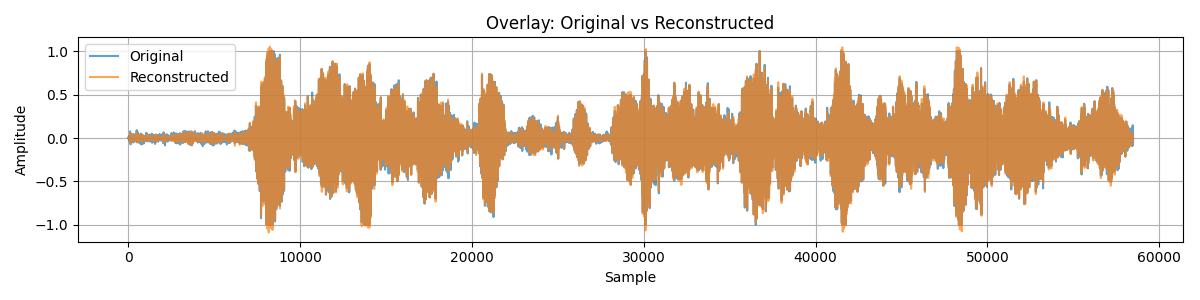 Overlay: Original vs Reconstructed
Original
Reconstructed
Amplitude
1.0
0.5
0.0
−0.5
−1.0
0 10000 20000 30000 40000 50000 60000
Sample